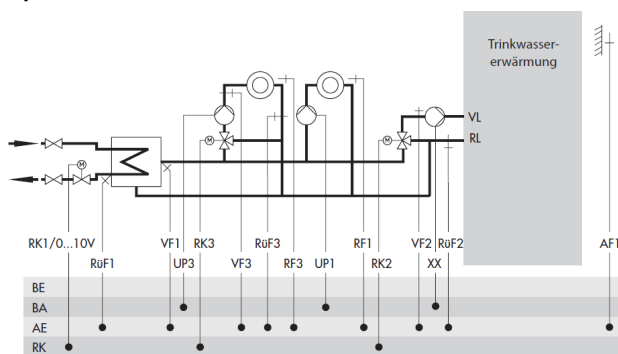 Trinkwasser-
erwärmung
VL
RL
M
M
M
RK1/0...10V VF1 RK3 RüF3 RF1 VF2 RüF2 AF1
RüF1 UP3 VF3 RF3 UP1 RK2 XX
BE
BA
AE
RK